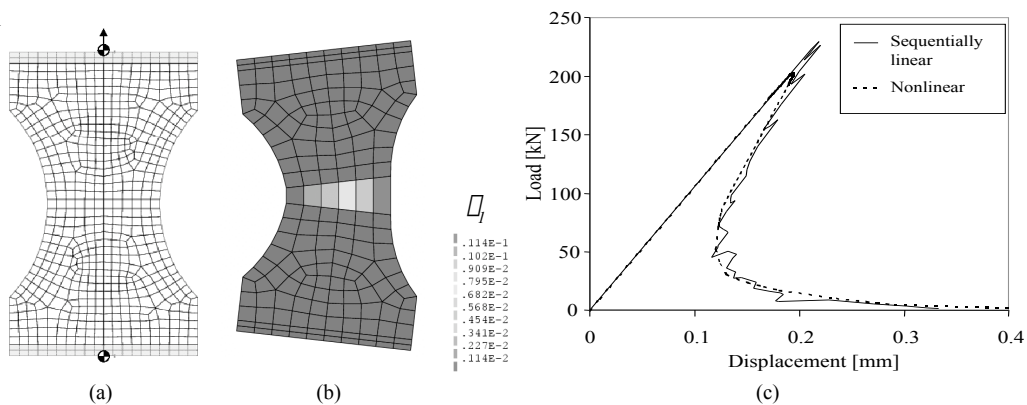 250
200
150
100
50
0
Load [kN]
0
0.1
0.2
0.3
0.4
Displacement [mm]
Sequentially
linear
Nonlinear
1
.114E-1
.102E-1
.909E-2
.795E-2
.682E-2
.568E-2
.454E-2
.341E-2
.227E-2
.114E-2
(a)
(b)
(c)